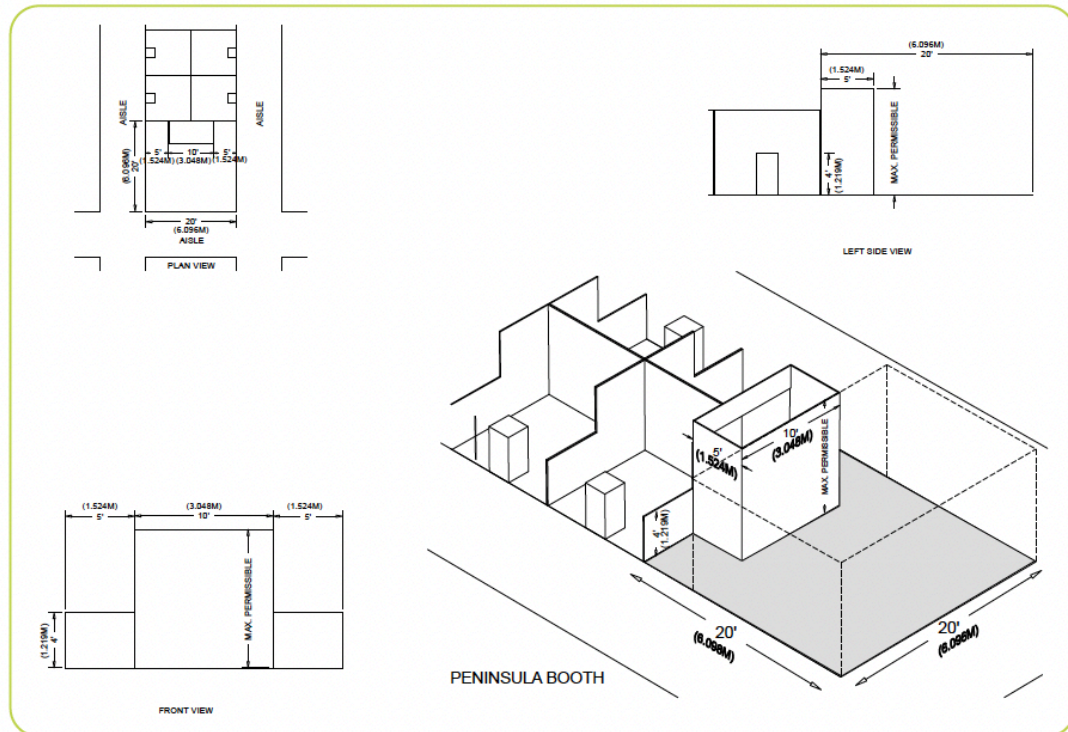 AISLE
AISLE
5' 10' 5'
(1.524M) (3.048M) (1.524M)
(6.096M)
20'
20'
(6.096M)
AISLE
PLAN VIEW
(6.096M)
20'
(1.524M)
5'
MAX. PERMISSIBLE
4'
(1.219M)
LEFT SIDE VIEW
(1.524M) (3.048M) (1.524M)
5' 10' 5'
MAX. PERMISSIBLE
(1.219M)
4'
FRONT VIEW
5'
(1.524M)
10'
(3.048M)
MAX. PERMISSIBLE
4'
(1.219M)
20'
(6.098M)
20'
(6.096M)
PENINSULA BOOTH